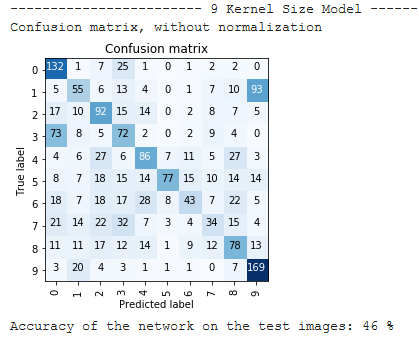 ------------------------ 9 Kernel Size Model ------
Confusion matrix, without normalization
Confusion matrix
0 132 1 7 25 1 0 1 2 2 0
1 5 55 6 13 4 0 1 7 10 93
2 17 10 92 15 14 0 2 8 7 5
3 73 8 5 72 2 0 2 9 4 0
4 4 6 27 6 86 7 11 5 27 3
5 8 7 18 15 14 77 15 10 14 14
6 18 7 18 17 28 8 43 7 22 5
7 21 14 22 32 7 3 4 34 15 4
8 11 11 17 12 14 1 9 12 78 13
9 3 20 4 3 1 1 1 0 7 169
True label
0 1 2 3 4 5 6 7 8 9
Predicted label
Accuracy of the network on the test images: 46 %